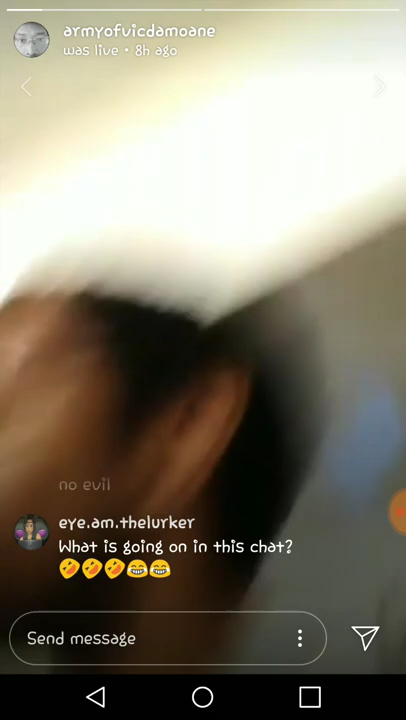 armyofvicdamoane
was live • 8h ago
no evil
eye.am.thelurker
What is going on in this chat?
🤣🤣🤣😂😂
Send message